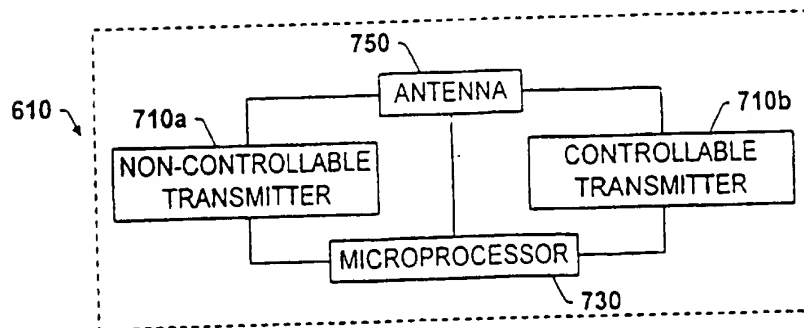 750
ANTENNA
610
710a
710b
NON-CONTROLLABLE
TRANSMITTER
CONTROLLABLE
TRANSMITTER
MICROPROCESSOR
730